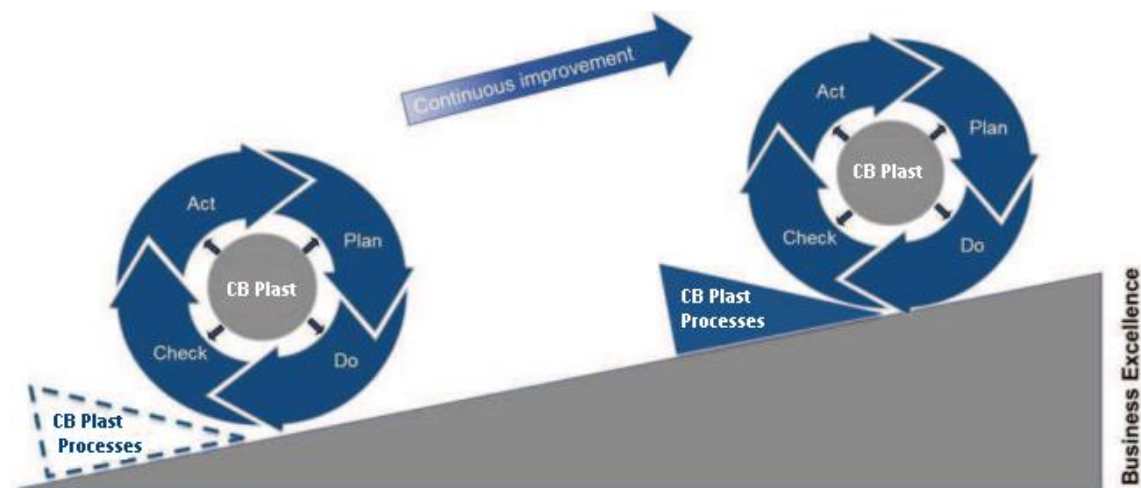 Continuous improvement
Act
Plan
CB Plast
Check
Do
CB Plast
Processes
Act
Plan
CB Plast
Check
Do
CB Plast
Processes
Business Excellence